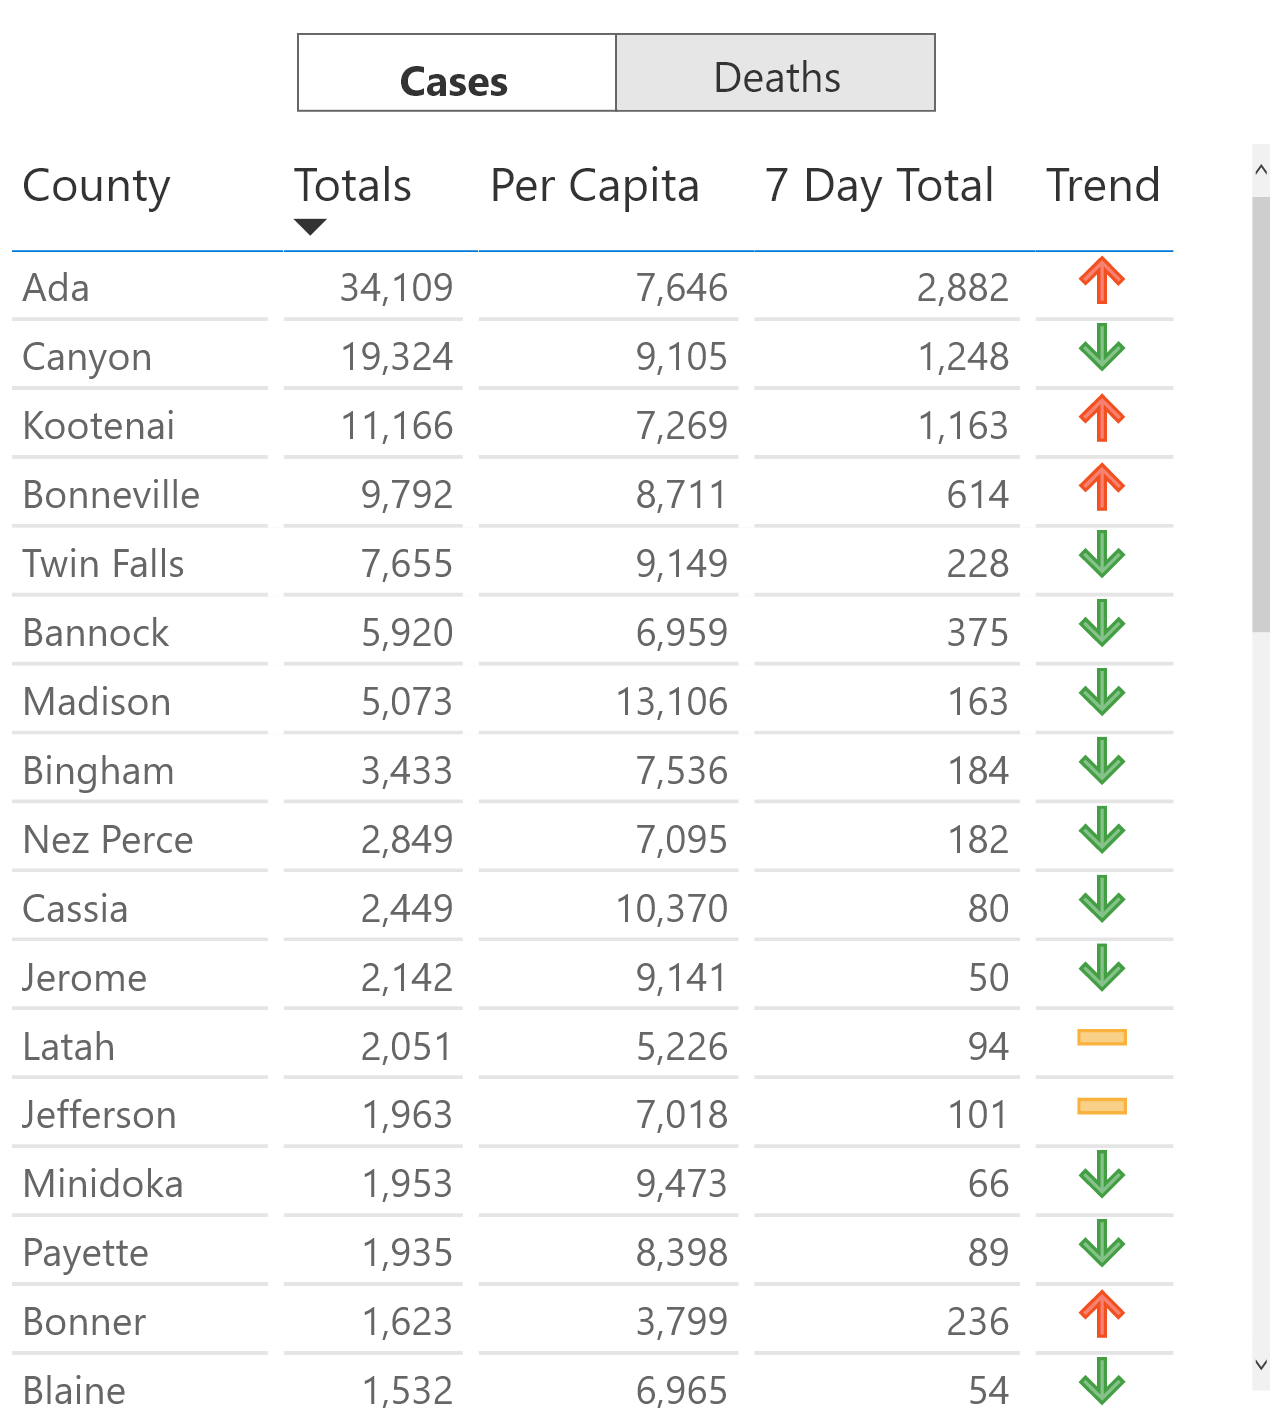 Cases Deaths
County Totals Per Capita 7 Day Total Trend
Ada 34,109 7,646 2,882
Canyon 19,324 9,105 1,248
Kootenai 11,166 7,269 1,163
Bonneville 9,792 8,711 614
Twin Falls 7,655 9,149 228
Bannock 5,920 6,959 375
Madison 5,073 13,106 163
Bingham 3,433 7,536 184
Nez Perce 2,849 7,095 182
Cassia 2,449 10,370 80
Jerome 2,142 9,141 50
Latah 2,051 5,226 94
Jefferson 1,963 7,018 101
Minidoka 1,953 9,473 66
Payette 1,935 8,398 89
Bonner 1,623 3,799 236
Blaine 1,532 6,965 54